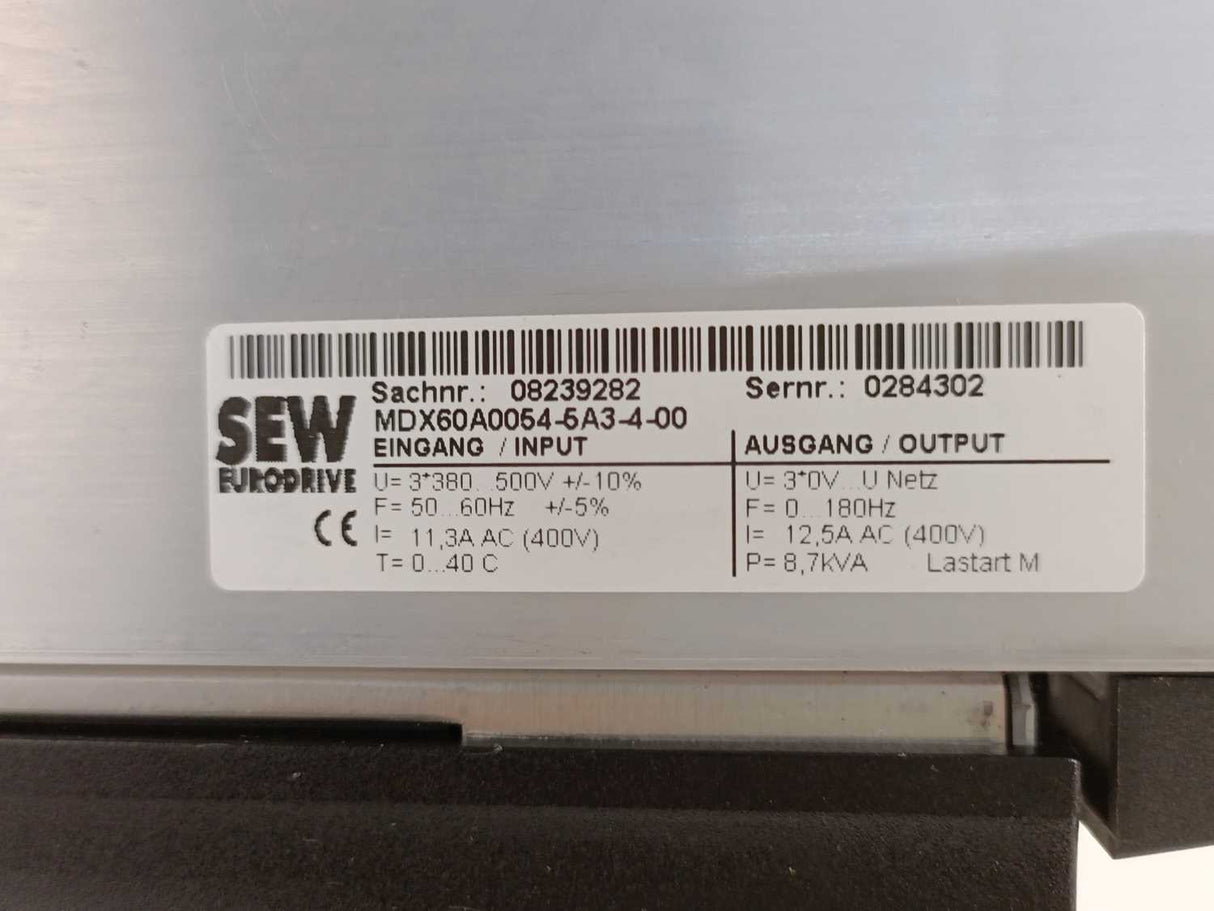 Sachnr.: 08239282 Sernr.: 0284302
MDX60A0054-5A3-4-00
SEW
EURODRIVE
CE
EINGANG / INPUT
U= 3*380...500V +/-10%
F= 50...60Hz +/-5%
I= 11,3A AC (400V)
T= 0...40 C
AUSGANG / OUTPUT
U= 3*0V...U Netz
F= 0...180Hz
I= 12,5A AC (400V)
P= 8,7kVA Lastart M